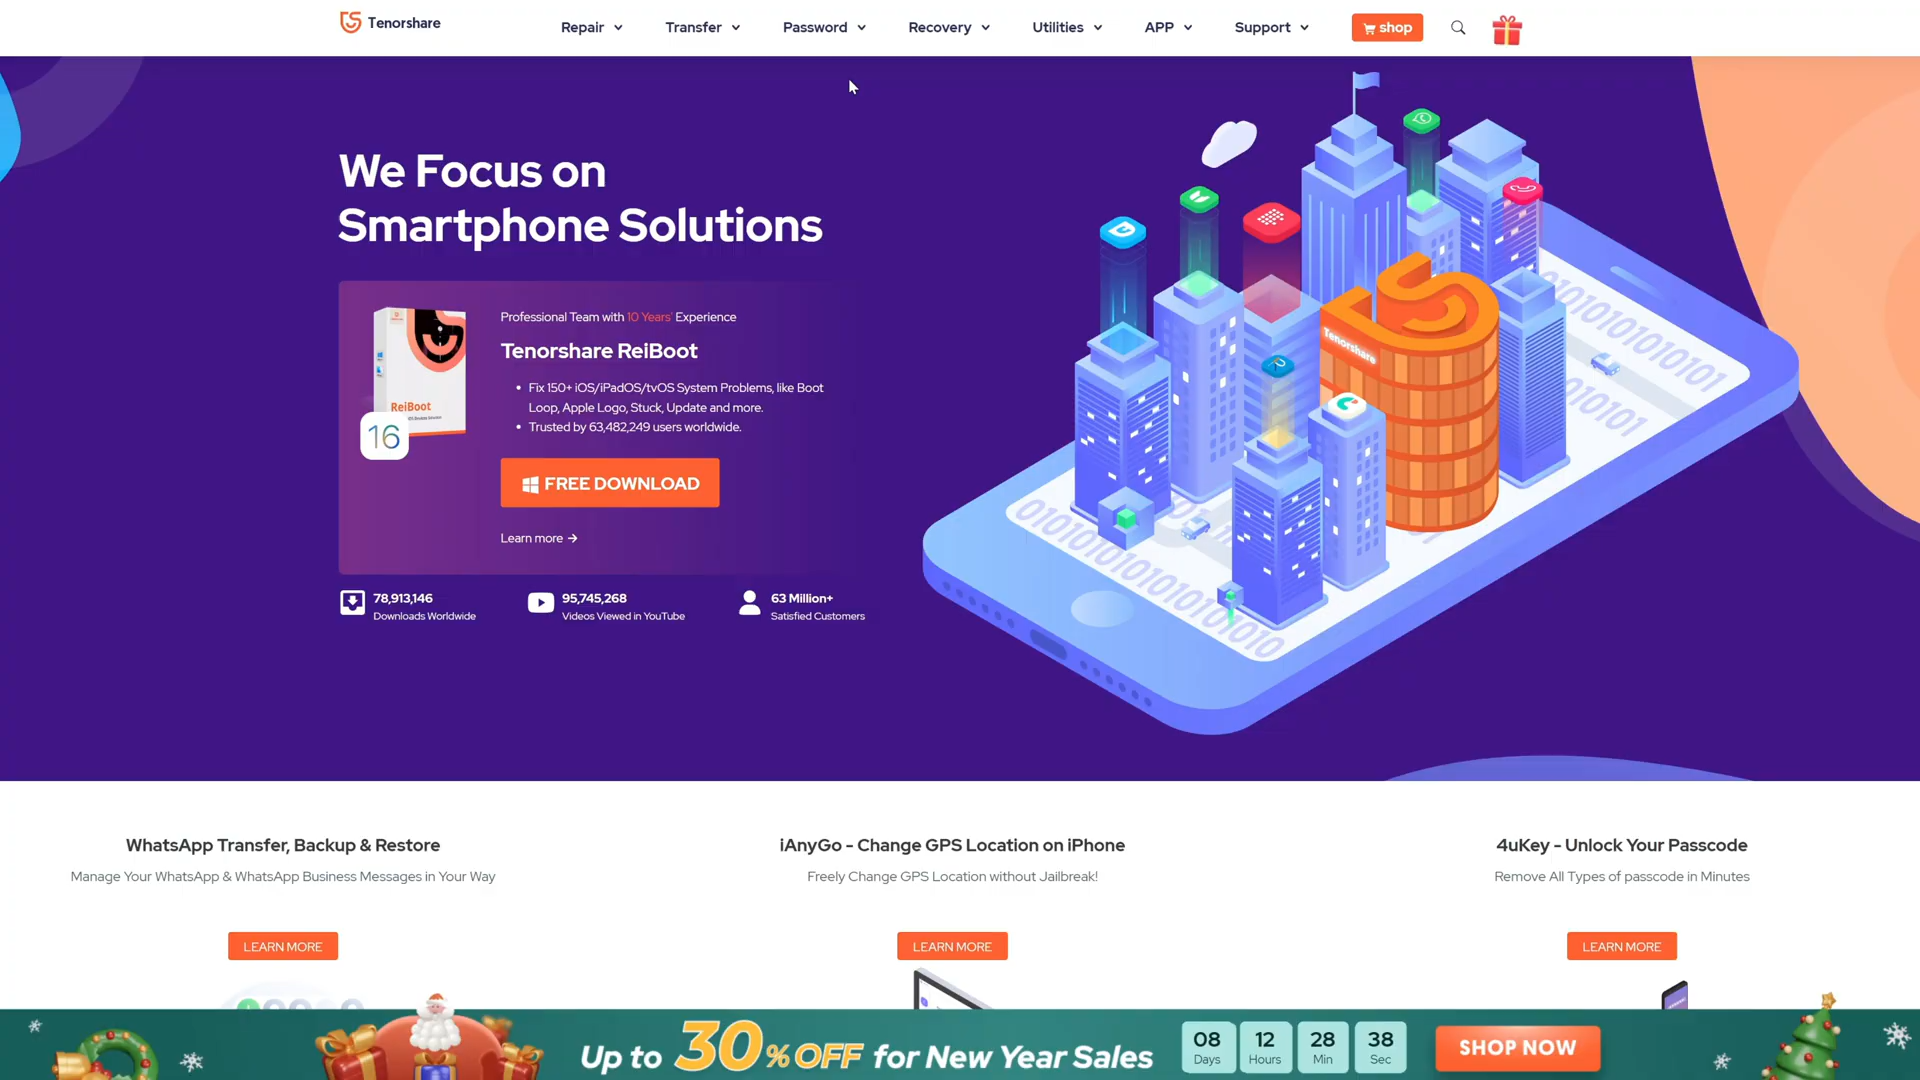 Tenorshare
Repair
Transfer
Password
Recovery
Utilities
APP
Support
shop
We Focus on
Smartphone Solutions
Professional Team with 10 Years' Experience
Tenorshare ReiBoot
• Fix 150+ iOS/iPadOS/tvOS System Problems, like Boot
Loop, Apple Logo, Stuck, Update and more.
• Trusted by 63,482,249 users worldwide.
ReiBoot
16
FREE DOWNLOAD
Learn more →
78,913,146
Downloads Worldwide
95,745,268
Videos Viewed in YouTube
63 Million+
Satisfied Customers
Tenorshare
010101010101
010101
01010101010101010
WhatsApp Transfer, Backup & Restore
Manage Your WhatsApp & WhatsApp Business Messages in Your Way
LEARN MORE
iAnyGo - Change GPS Location on iPhone
Freely Change GPS Location without Jailbreak!
LEARN MORE
4uKey - Unlock Your Passcode
Remove All Types of passcode in Minutes
LEARN MORE
Up to 30% OFF for New Year Sales
08 12 28 38
Days Hours Min Sec
SHOP NOW